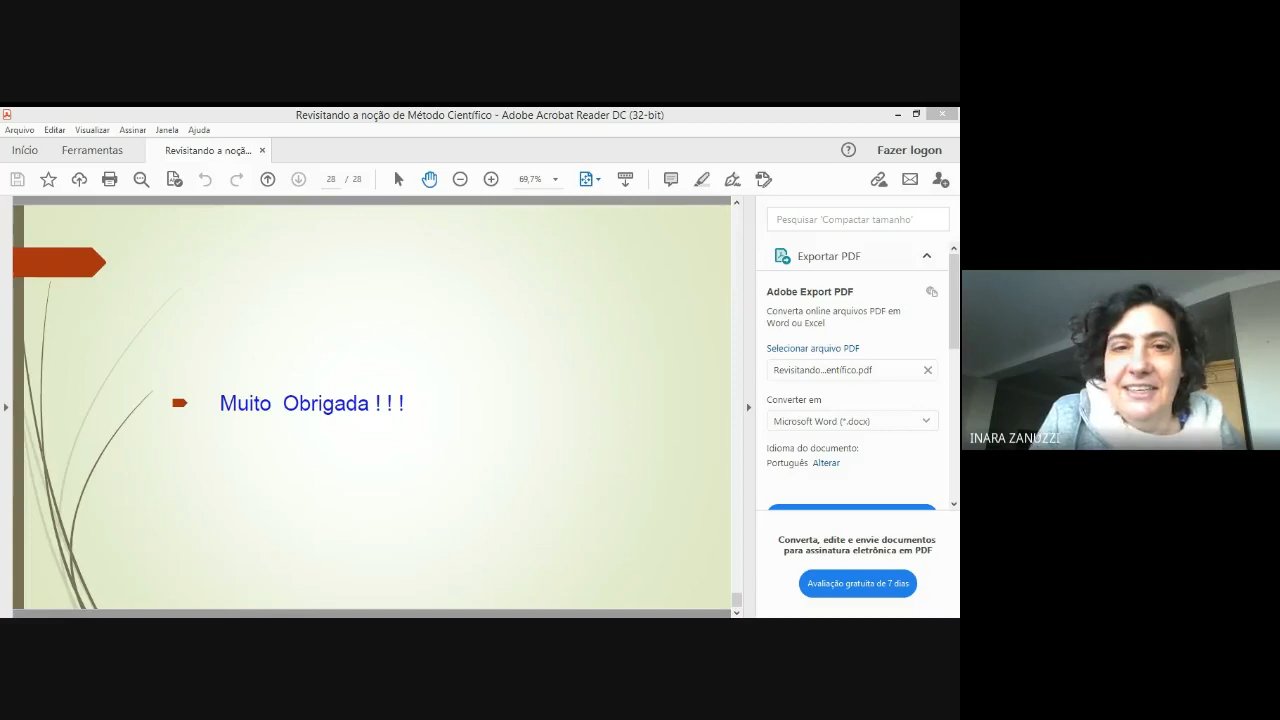 Revisitando a noção de Método Científico - Adobe Acrobat Reader DC (32-bit)
Arquivo Editar Visualizar Assinar Janela Ajuda
Início Ferramentas Revisitando a noçã... × Fazer logon
28 / 28 69,7%
Pesquisar 'Compactar tamanho'
Exportar PDF
Adobe Export PDF
Converta online arquivos PDF em
Word ou Excel
Selecionar arquivo PDF
Revisitando...entífico.pdf
Converter em
Microsoft Word (*.docx)
Idioma do documento:
Português Alterar
Converta, edite e envie documentos
para assinatura eletrônica em PDF
Avaliação gratuita de 7 dias
Muito Obrigada ! ! !
INARA ZANUZZI